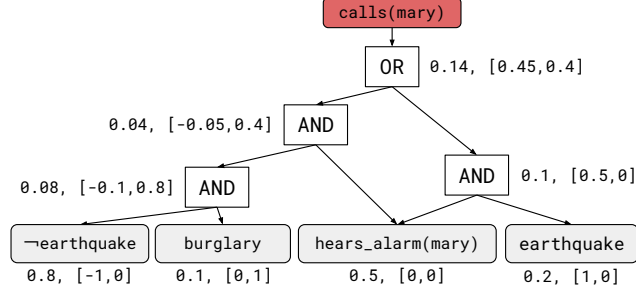 calls(mary)
OR 0.14, [0.45,0.4]
0.04, [-0.05,0.4] AND
0.08, [-0.1,0.8] AND AND 0.1, [0.5,0]
¬earthquake burglary hears_alarm(mary) earthquake
0.8, [-1,0] 0.1, [0,1] 0.5, [0,0] 0.2, [1,0]